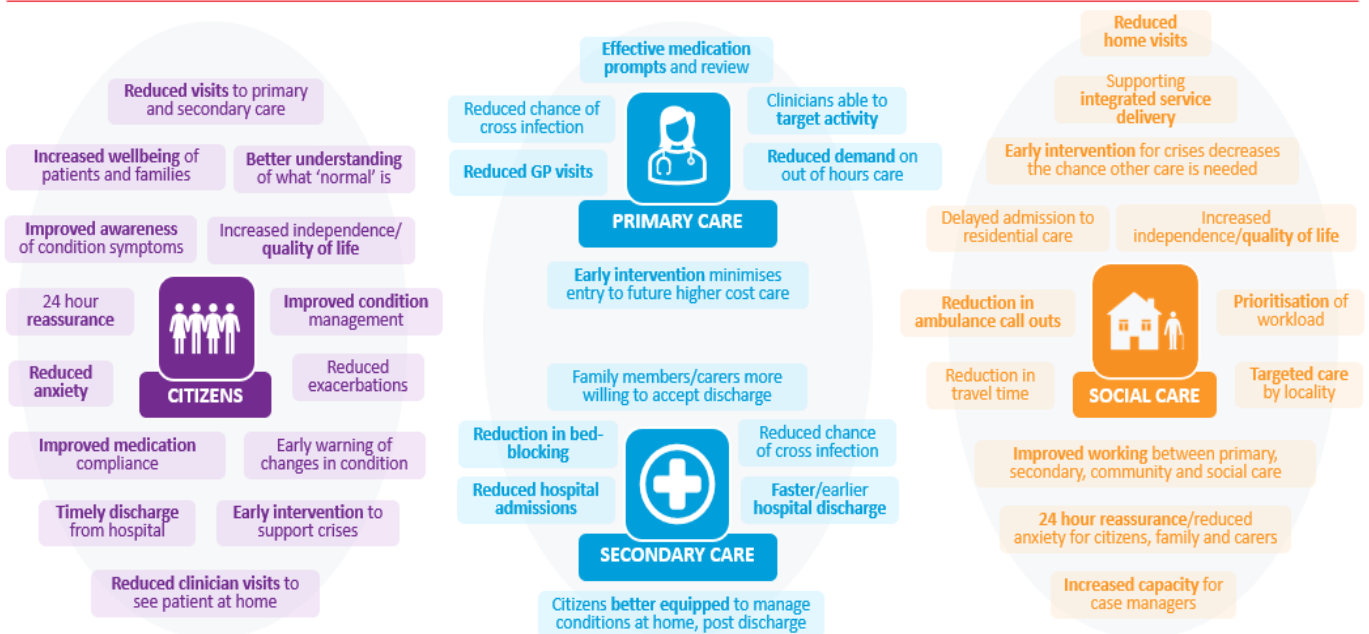 Reduced visits to primary
and secondary care
Increased wellbeing of
patients and families
Better understanding
of what ‘normal’ is
Improved awareness
of condition symptoms
Increased independence/
quality of life
24 hour
reassurance
Improved condition
management
Reduced
anxiety
Reduced
exacerbations
CITIZENS
Improved medication
compliance
Early warning of
changes in condition
Timely discharge
from hospital
Early intervention to
support crises
Reduced clinician visits to
see patient at home
Effective medication
prompts and review
Reduced chance of
cross infection
Clinicians able to
target activity
Reduced GP visits
Reduced demand on
out of hours care
PRIMARY CARE
Early intervention minimises
entry to future higher cost care
Family members/carers more
willing to accept discharge
Reduction in bed-
blocking
Reduced chance
of cross infection
Reduced hospital
admissions
Faster/earlier
hospital discharge
SECONDARY CARE
Citizens better equipped to manage
conditions at home, post discharge
Reduced
home visits
Supporting
integrated service
delivery
Early intervention for crises decreases
the chance other care is needed
Delayed admission to
residential care
Increased
independence/quality of life
Reduction in
ambulance call outs
Prioritisation of
workload
Reduction in
travel time
Targeted care
by locality
SOCIAL CARE
Improved working between primary,
secondary, community and social care
24 hour reassurance/reduced
anxiety for citizens, family and carers
Increased capacity for
case managers